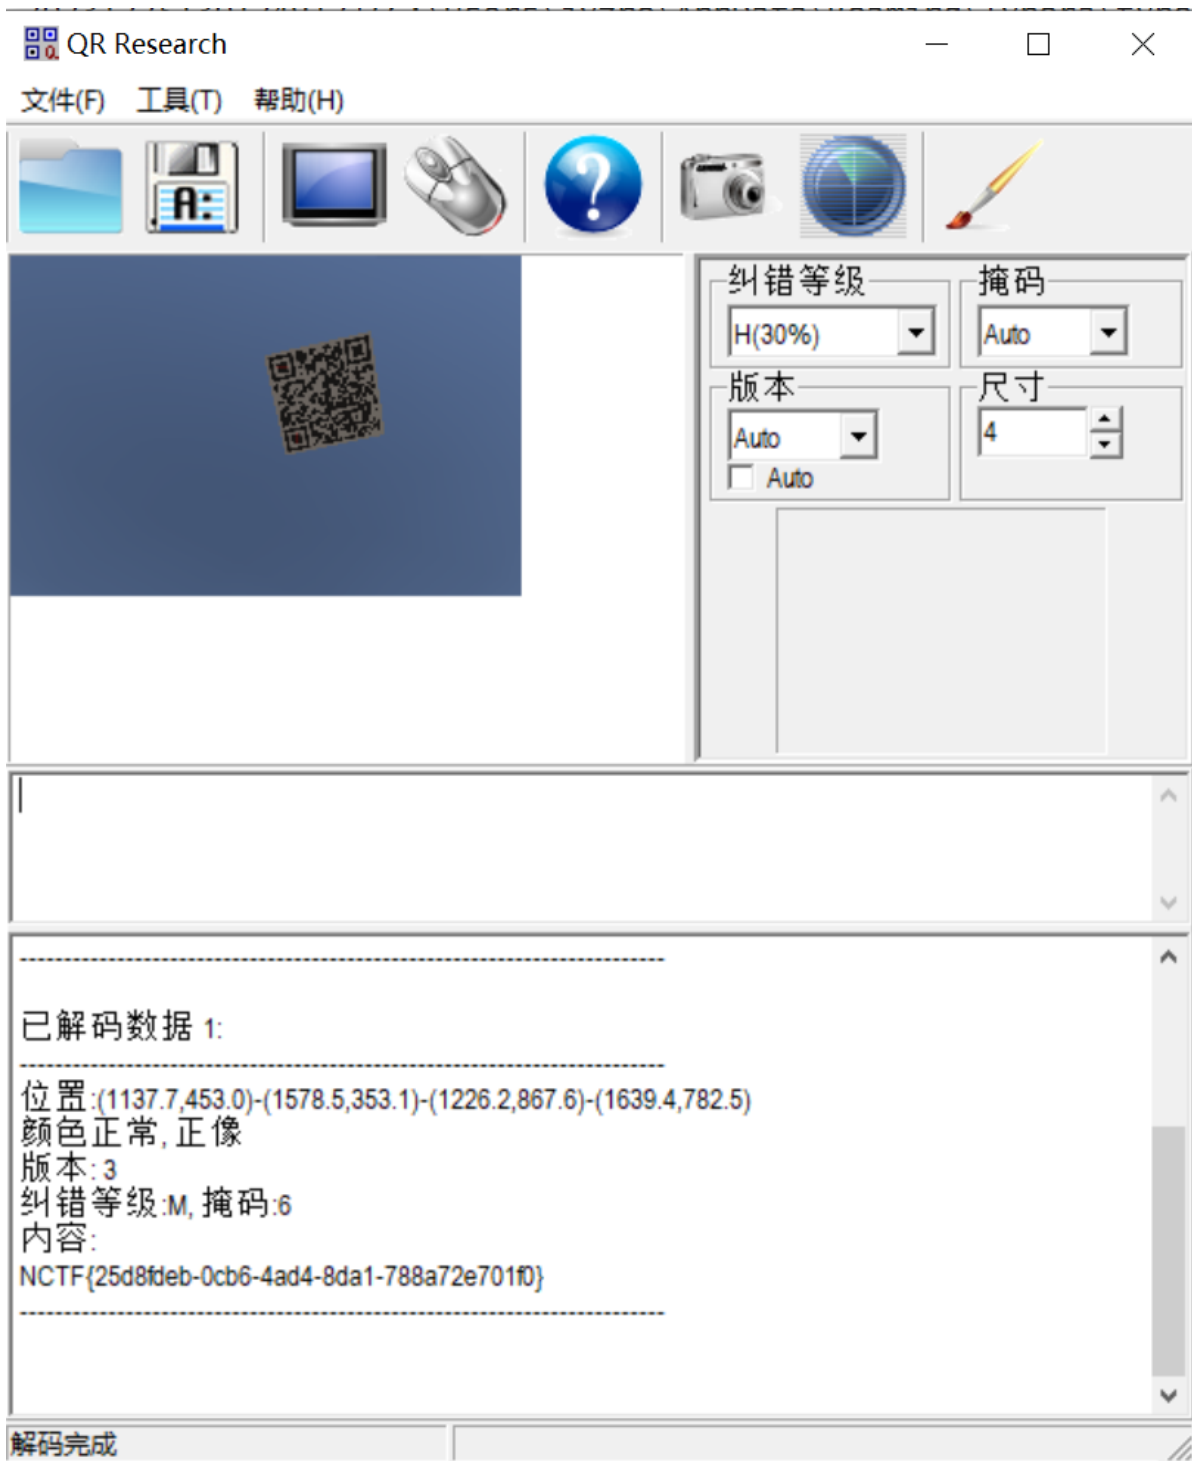 QR Research
文件(F) 工具(T) 帮助(H)
A:
纠错等级 掩码
H(30%) Auto
版本 尺寸
Auto 4
Auto
已解码数据 1:
位置:(1137.7,453.0)-(1578.5,353.1)-(1226.2,867.6)-(1639.4,782.5)
颜色正常, 正像
版本: 3
纠错等级:M, 掩码:6
内容:
NCTF{25d8fdeb-0cb6-4ad4-8da1-788a72e701f0}
解码完成